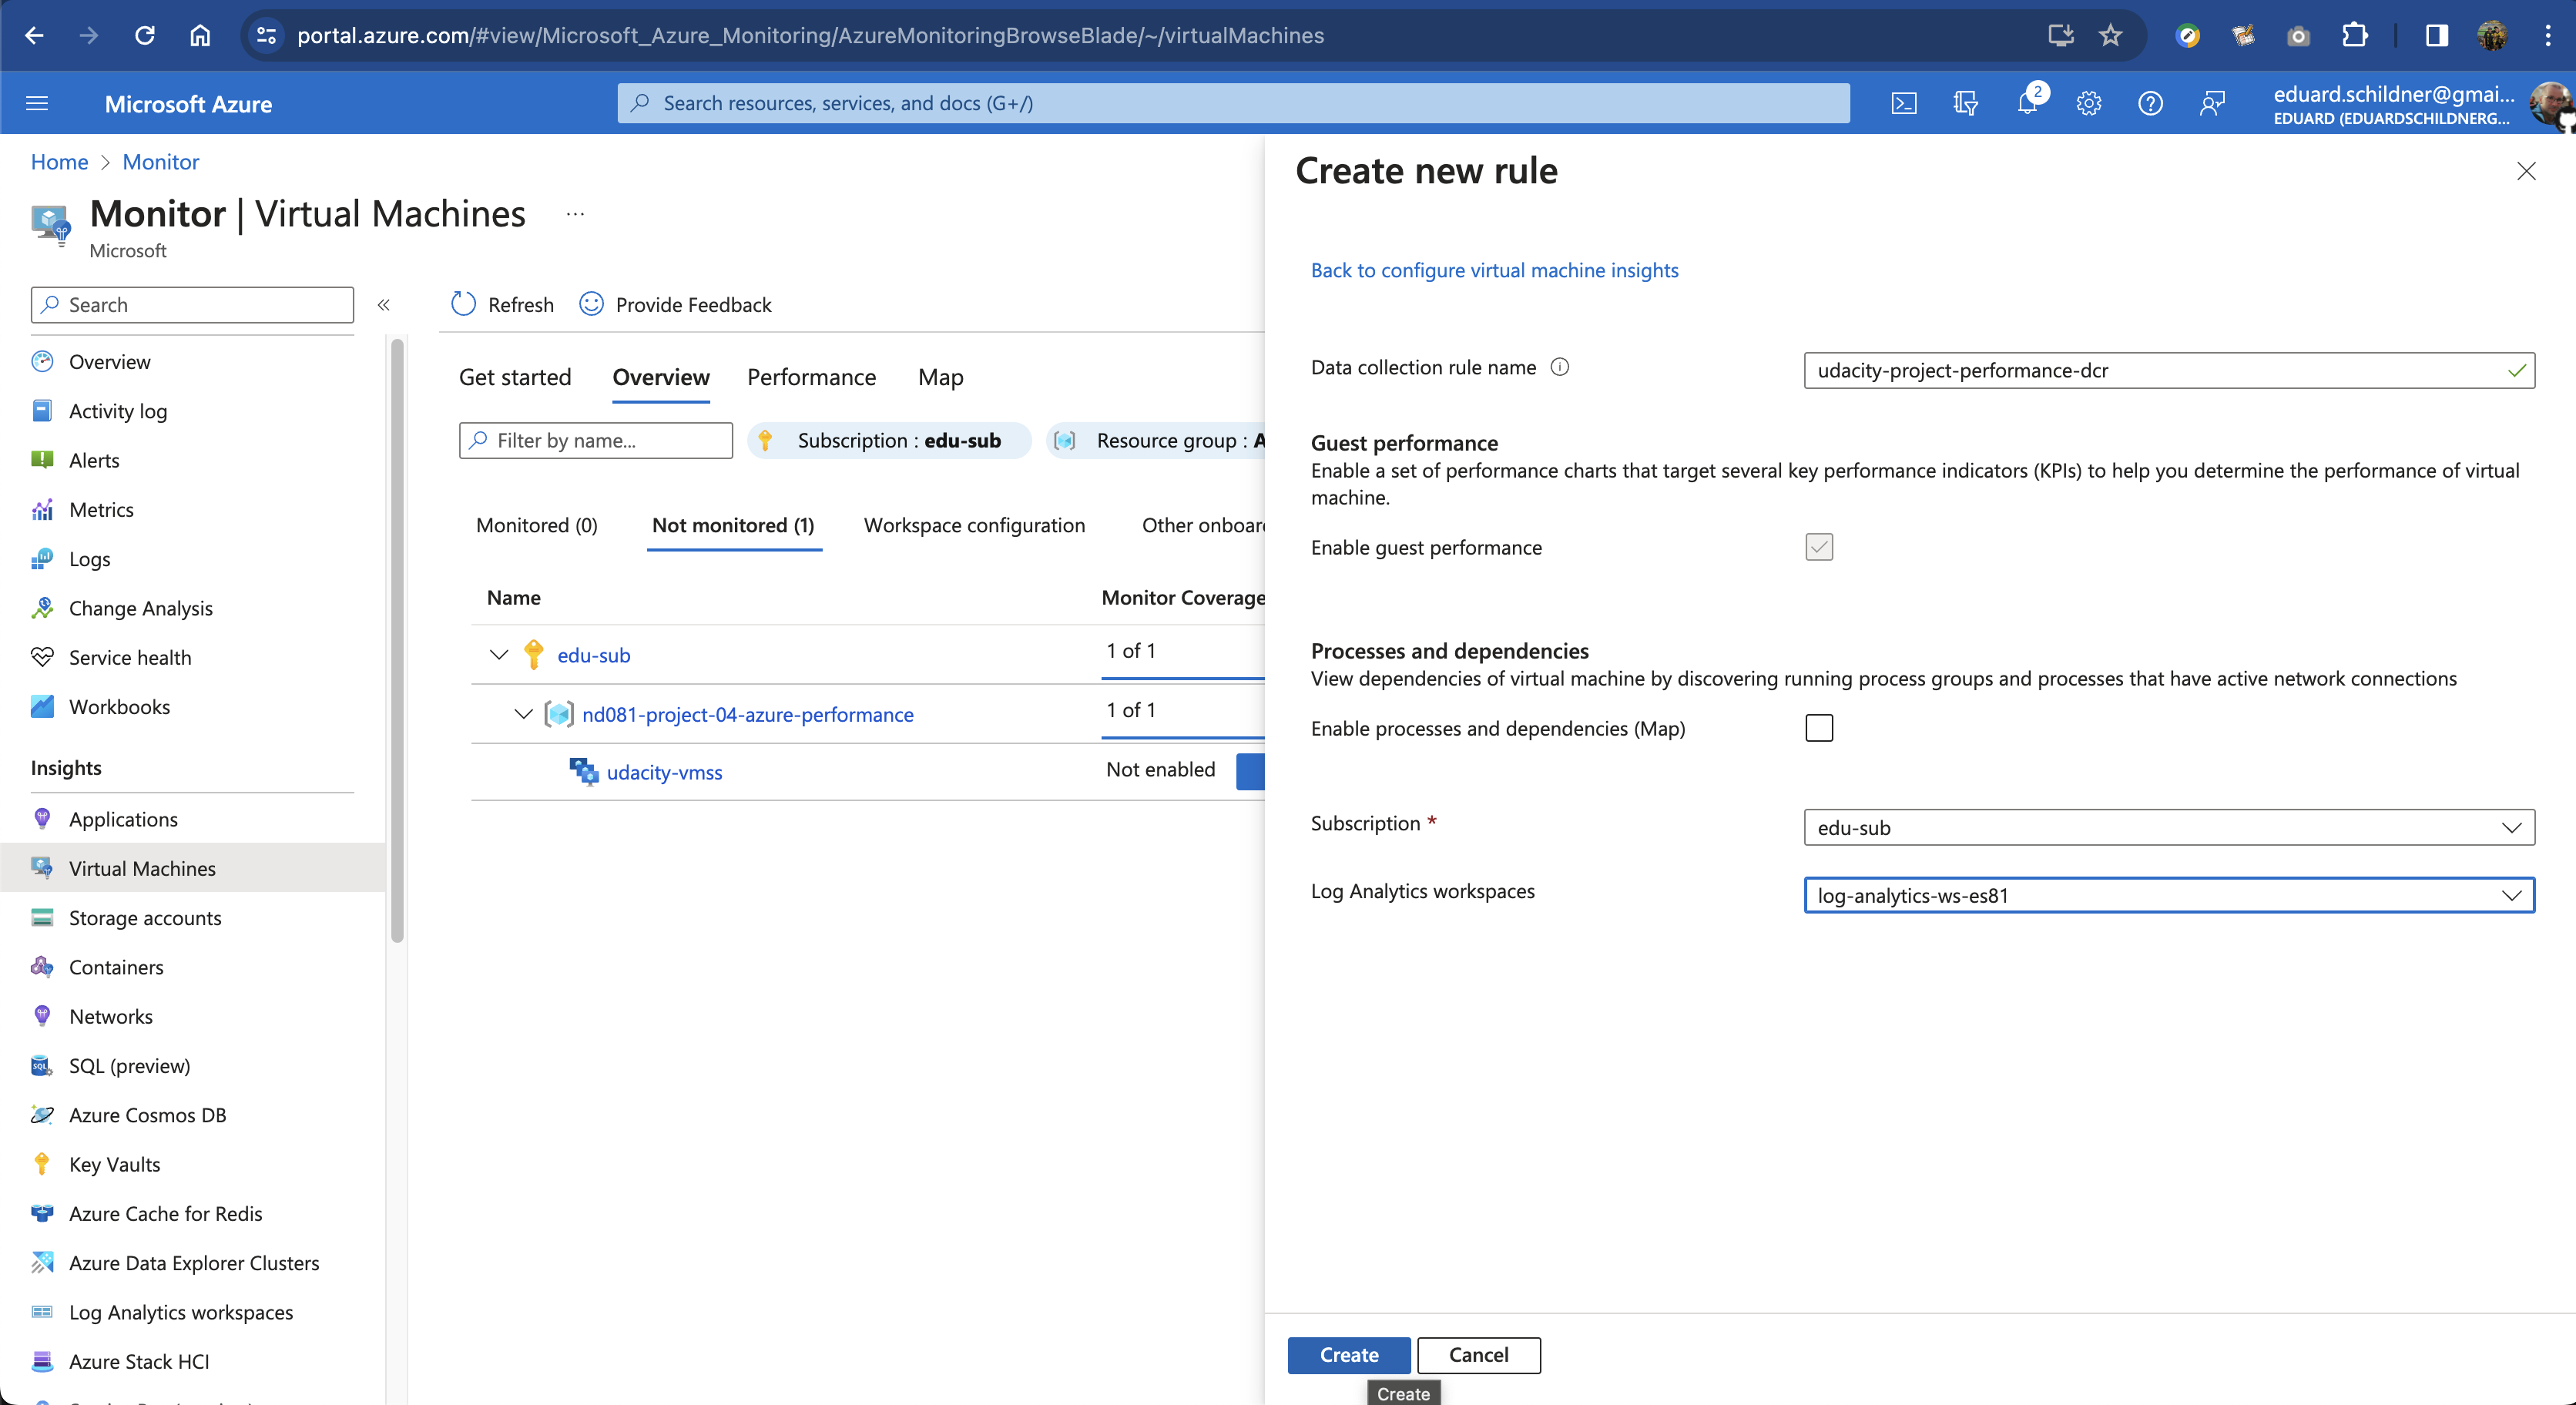 portal.azure.com/#view/Microsoft_Azure_Monitoring/AzureMonitoringBrowseBlade/~/virtualMachines
Microsoft Azure
Search resources, services, and docs (G+/)
2
eduard.schildner@gmai...
EDUARD (EDUARDSCHILDNERG...
Home > Monitor
Monitor | Virtual Machines ...
Microsoft
Search
«
Overview
Activity log
Alerts
Metrics
Logs
Change Analysis
Service health
Workbooks
Insights
Applications
Virtual Machines
Storage accounts
Containers
Networks
SQL (preview)
Azure Cosmos DB
Key Vaults
Azure Cache for Redis
Azure Data Explorer Clusters
Log Analytics workspaces
Azure Stack HCI
Refresh
Provide Feedback
Get started
Overview
Performance
Map
Filter by name...
Subscription : edu-sub
Resource group : A
Monitored (0)
Not monitored (1)
Workspace configuration
Other onboar
Name
Monitor Coverage
edu-sub
1 of 1
nd081-project-04-azure-performance
1 of 1
udacity-vmss
Not enabled
Create new rule
Back to configure virtual machine insights
Data collection rule name
udacity-project-performance-dcr
Guest performance
Enable a set of performance charts that target several key performance indicators (KPIs) to help you determine the performance of virtual
machine.
Enable guest performance
Processes and dependencies
View dependencies of virtual machine by discovering running process groups and processes that have active network connections
Enable processes and dependencies (Map)
Subscription *
edu-sub
Log Analytics workspaces
log-analytics-ws-es81
Create
Cancel
Create